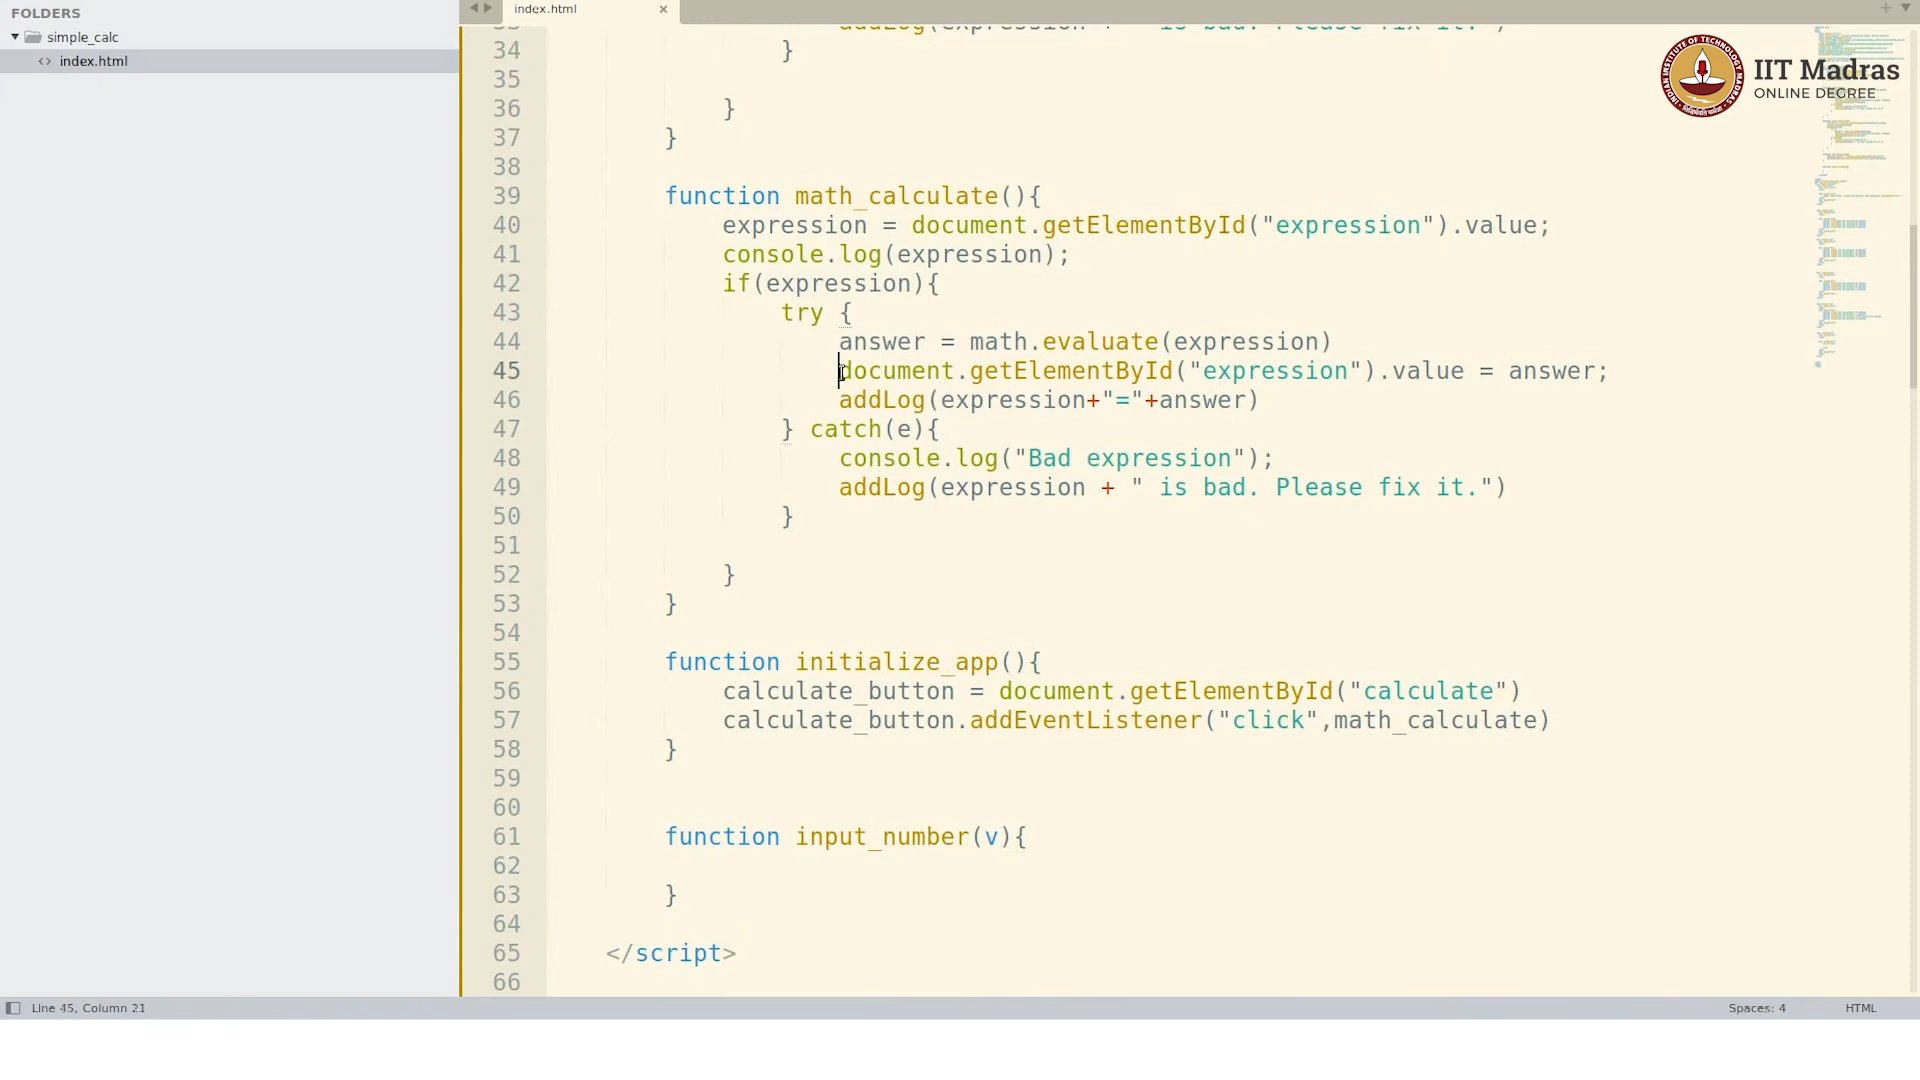 FOLDERS
simple_calc
<> index.html
index.html
34 }
35
36 }
37 }
38
39 function math_calculate(){
40 expression = document.getElementById("expression").value;
41 console.log(expression);
42 if(expression){
43 try {
44 answer = math.evaluate(expression)
45 document.getElementById("expression").value = answer;
46 addLog(expression+"="+answer)
47 } catch(e){
48 console.log("Bad expression");
49 addLog(expression + " is bad. Please fix it.")
50 }
51
52 }
53 }
54
55 function initialize_app(){
56 calculate_button = document.getElementById("calculate")
57 calculate_button.addEventListener("click",math_calculate)
58 }
59
60
61 function input_number(v){
62
63 }
64
65 </script>
66
IIT Madras
ONLINE DEGREE
Line 45, Column 21
Spaces: 4
HTML